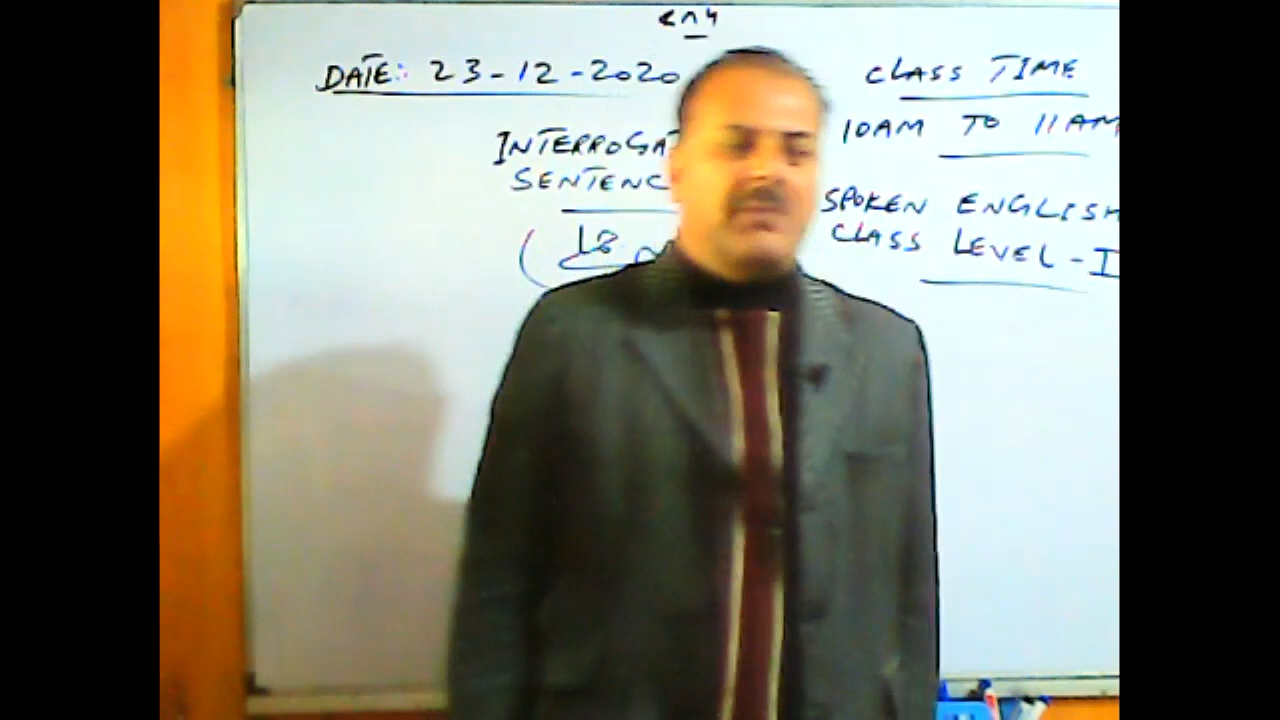 DATE: 23-12-2020
INTERROGA
SENTENC
CLASS TIME
10AM TO 11AM
SPOKEN ENGLISH
CLASS LEVEL-I